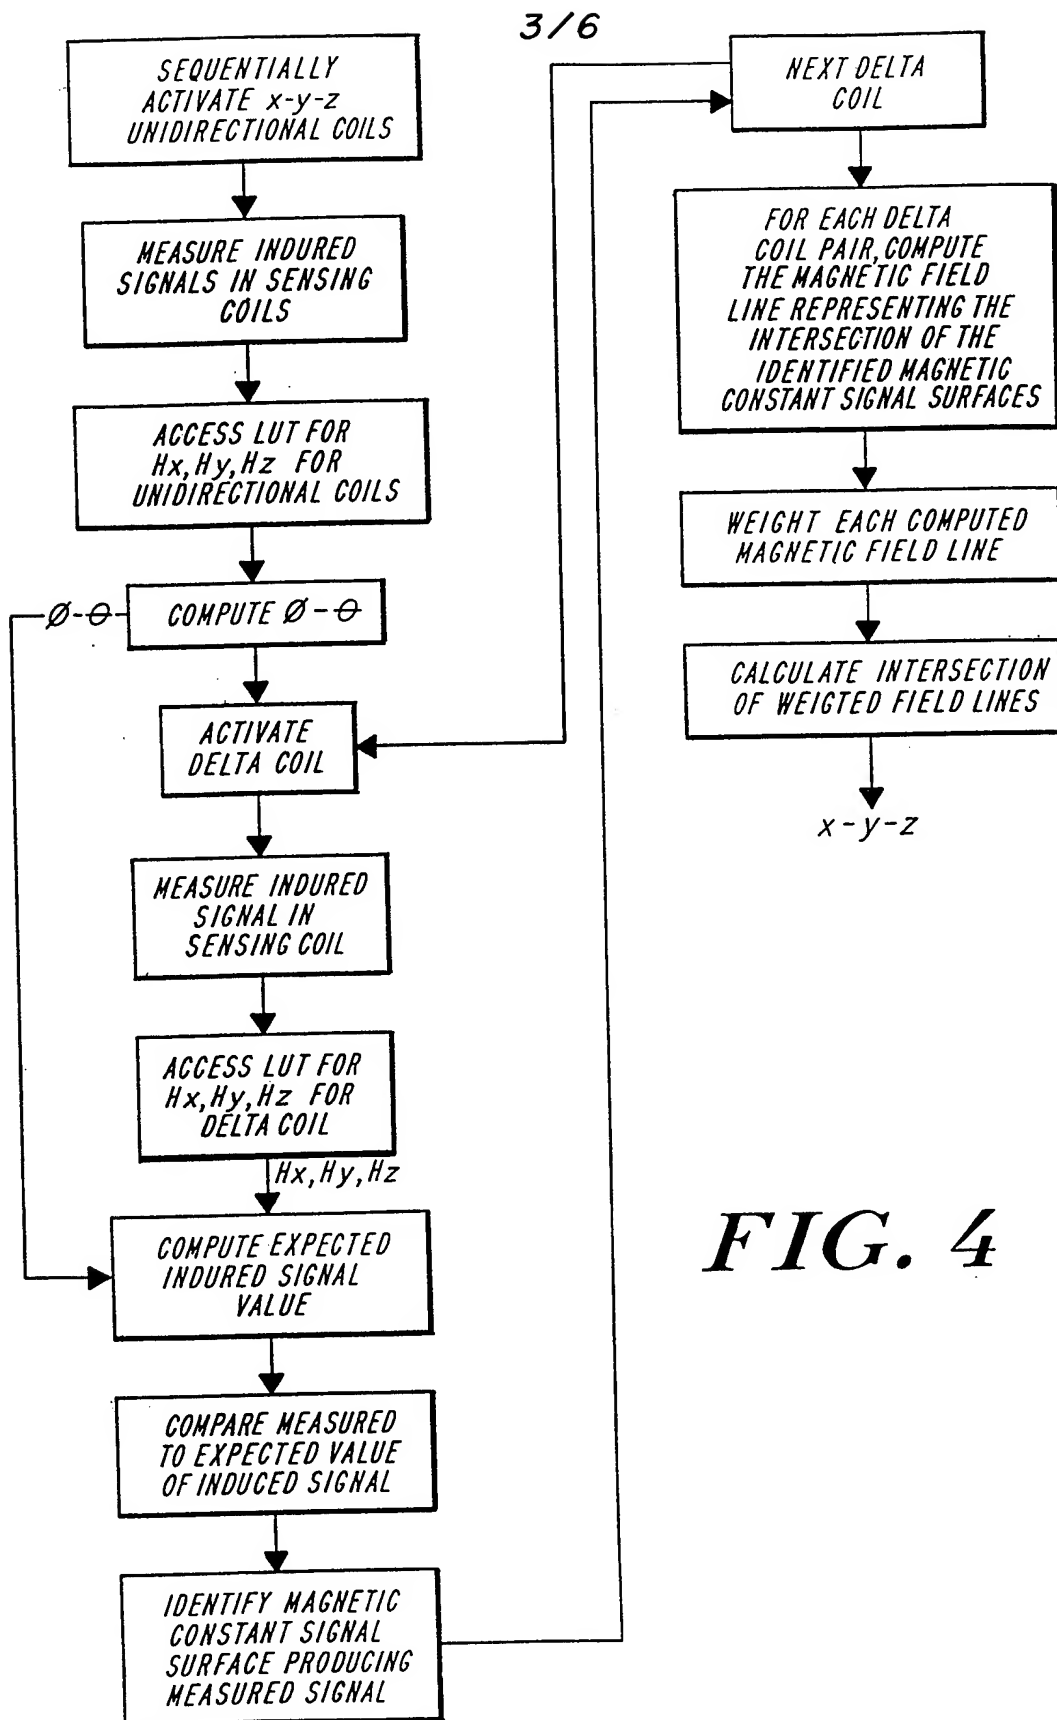 3/6
SEQUENTIALLY
ACTIVATE x-y-z
UNIDIRECTIONAL COILS
MEASURE INDURED
SIGNALS IN SENSING
COILS
ACCESS LUT FOR
Hx, Hy, Hz FOR
UNIDIRECTIONAL COILS
COMPUTE Ø-Θ
Ø-Θ
ACTIVATE
DELTA COIL
MEASURE INDURED
SIGNAL IN
SENSING COIL
ACCESS LUT FOR
Hx, Hy, Hz FOR
DELTA COIL
Hx, Hy, Hz
COMPUTE EXPECTED
INDURED SIGNAL
VALUE
COMPARE MEASURED
TO EXPECTED VALUE
OF INDUCED SIGNAL
IDENTIFY MAGNETIC
CONSTANT SIGNAL
SURFACE PRODUCING
MEASURED SIGNAL
NEXT DELTA
COIL
FOR EACH DELTA
COIL PAIR, COMPUTE
THE MAGNETIC FIELD
LINE REPRESENTING THE
INTERSECTION OF THE
IDENTIFIED MAGNETIC
CONSTANT SIGNAL SURFACES
WEIGHT EACH COMPUTED
MAGNETIC FIELD LINE
CALCULATE INTERSECTION
OF WEIGTED FIELD LINES
x-y-z
FIG. 4